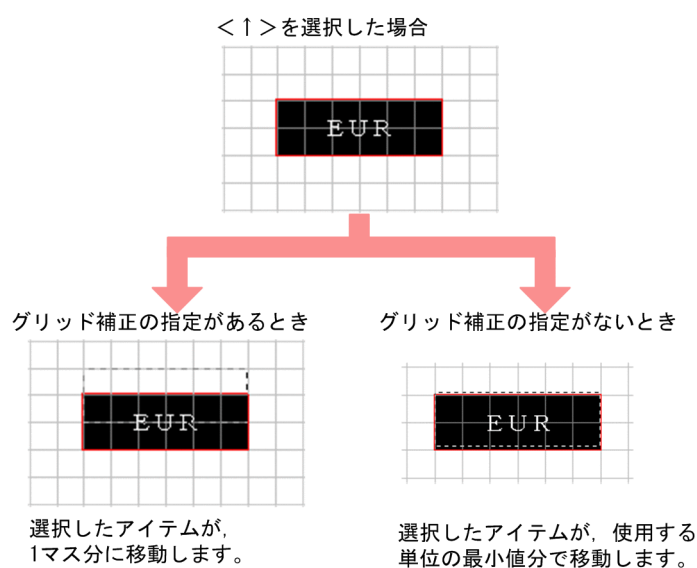 ＜↑＞を選択した場合
EUR
グリッド補正の指定があるとき
グリッド補正の指定がないとき
EUR
EUR
選択したアイテムが,
1マス分に移動します。
選択したアイテムが, 使用する
単位の最小値分で移動します。